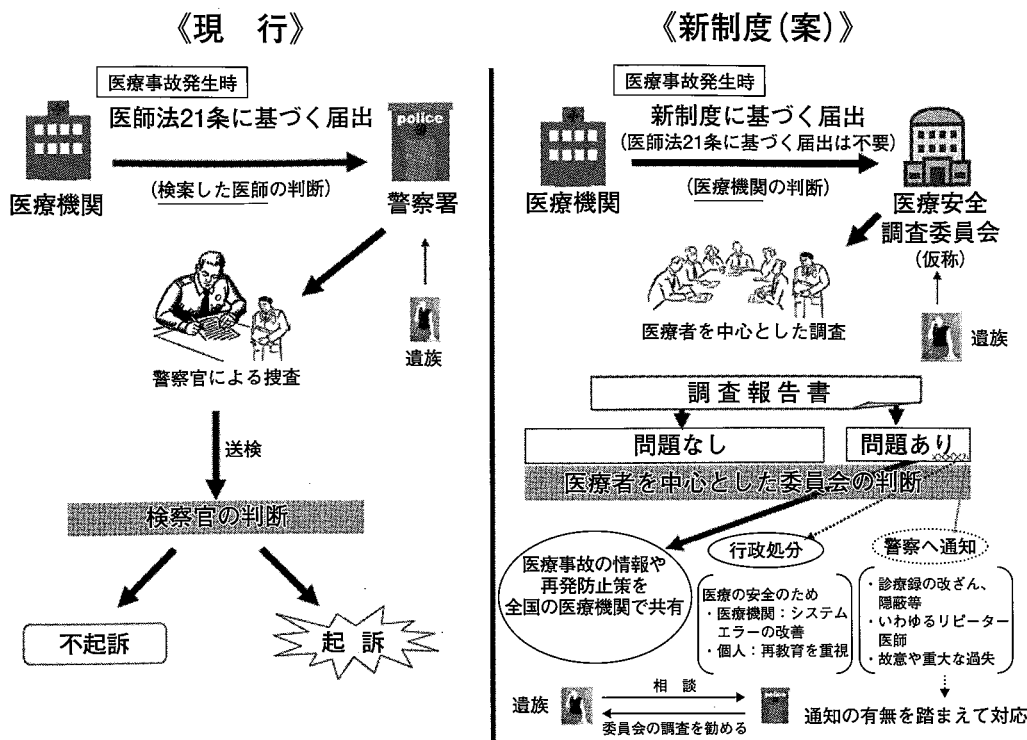 《現 行》
医療事故発生時
医師法21条に基づく届出
police
(検案した医師の判断)
医療機関
警察署
遺族
警察官による捜査
送検
検察官の判断
不起訴
起 訴
《新制度(案)》
医療事故発生時
新制度に基づく届出
(医師法21条に基づく届出は不要)
(医療機関の判断)
医療機関
医療安全
調査委員会
(仮称)
医療者を中心とした調査
遺族
調 査 報 告 書
問題なし
問題あり
医療者を中心とした委員会の判断
医療事故の情報や
再発防止策を
全国の医療機関で共有
行政処分
医療の安全のため
・医療機関:システム
エラーの改善
・個人:再教育を重視
警察へ通知
・診療録の改ざん、
隠蔽等
・いわゆるリピーター
医師
・故意や重大な過失
遺族
相 談
委員会の調査を勧める
通知の有無を踏まえて対応